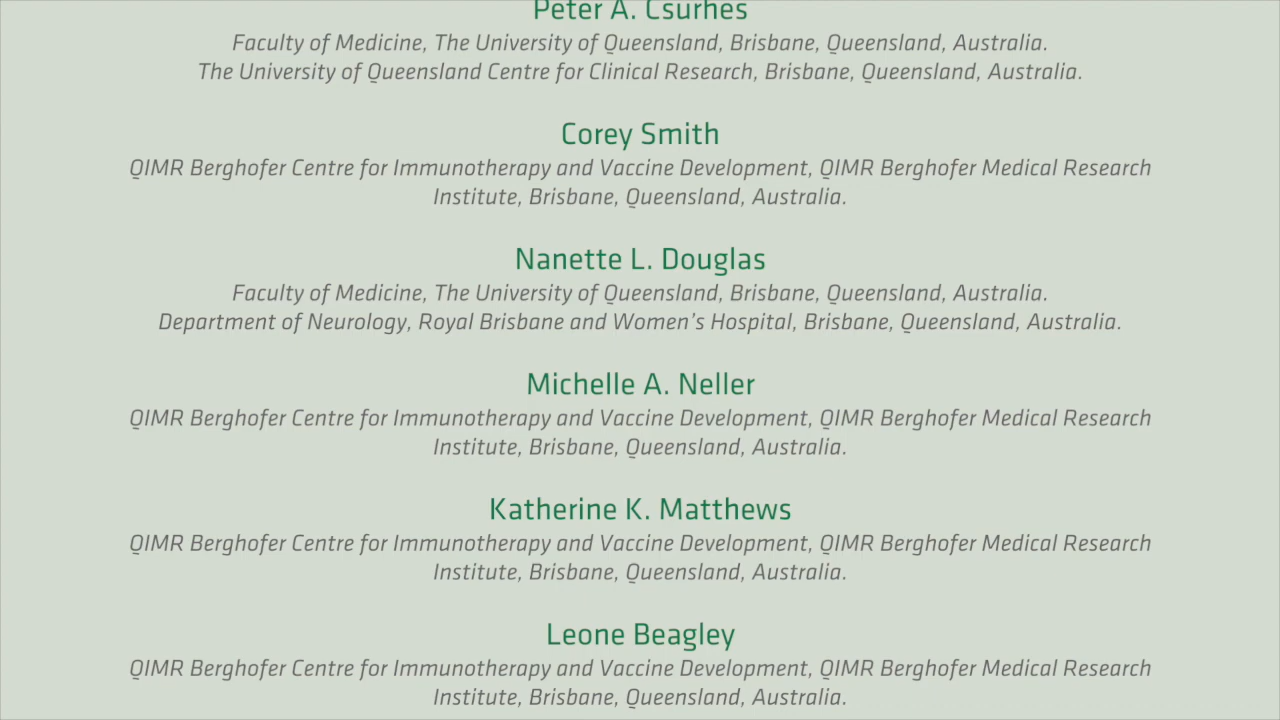 Peter A. Csurhes
Faculty of Medicine, The University of Queensland, Brisbane, Queensland, Australia.
The University of Queensland Centre for Clinical Research, Brisbane, Queensland, Australia.
Corey Smith
QIMR Berghofer Centre for Immunotherapy and Vaccine Development, QIMR Berghofer Medical Research
Institute, Brisbane, Queensland, Australia.
Nanette L. Douglas
Faculty of Medicine, The University of Queensland, Brisbane, Queensland, Australia.
Department of Neurology, Royal Brisbane and Women's Hospital, Brisbane, Queensland, Australia.
Michelle A. Neller
QIMR Berghofer Centre for Immunotherapy and Vaccine Development, QIMR Berghofer Medical Research
Institute, Brisbane, Queensland, Australia.
Katherine K. Matthews
QIMR Berghofer Centre for Immunotherapy and Vaccine Development, QIMR Berghofer Medical Research
Institute, Brisbane, Queensland, Australia.
Leone Beagley
QIMR Berghofer Centre for Immunotherapy and Vaccine Development, QIMR Berghofer Medical Research
Institute, Brisbane, Queensland, Australia.